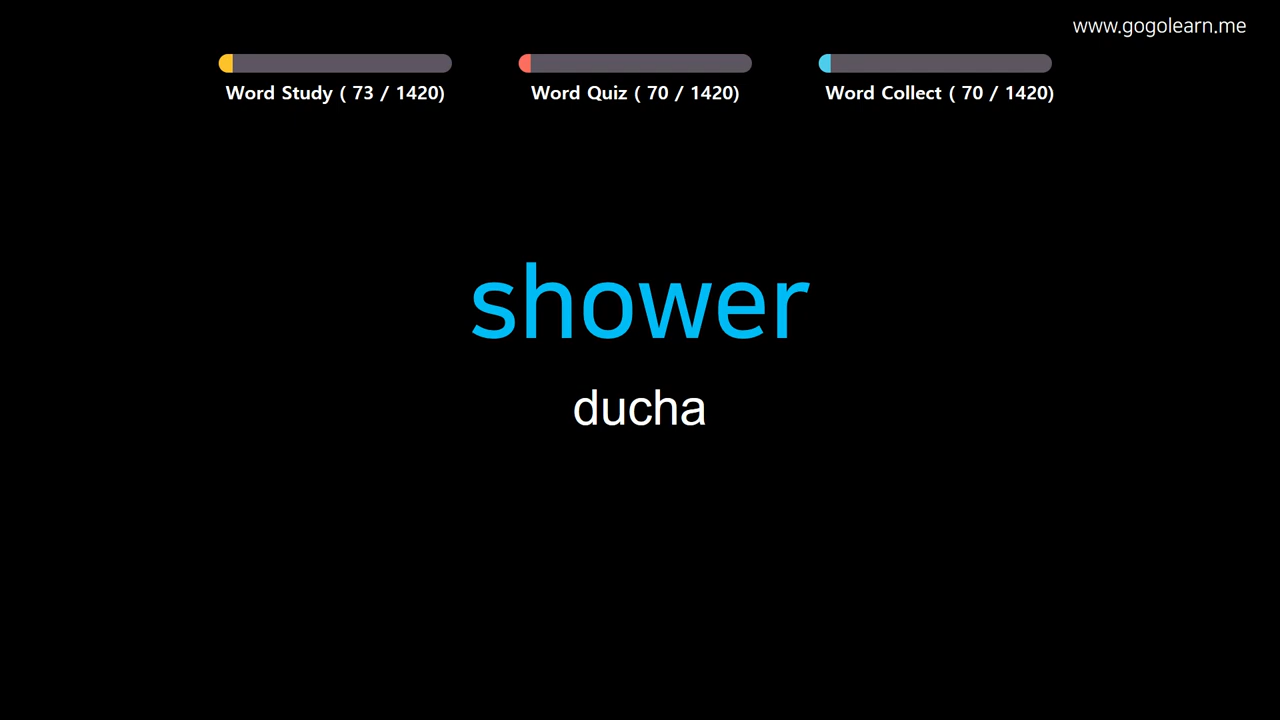 www.gogolearn.me
Word Study ( 73 / 1420)
Word Quiz ( 70 / 1420)
Word Collect ( 70 / 1420)
shower
ducha